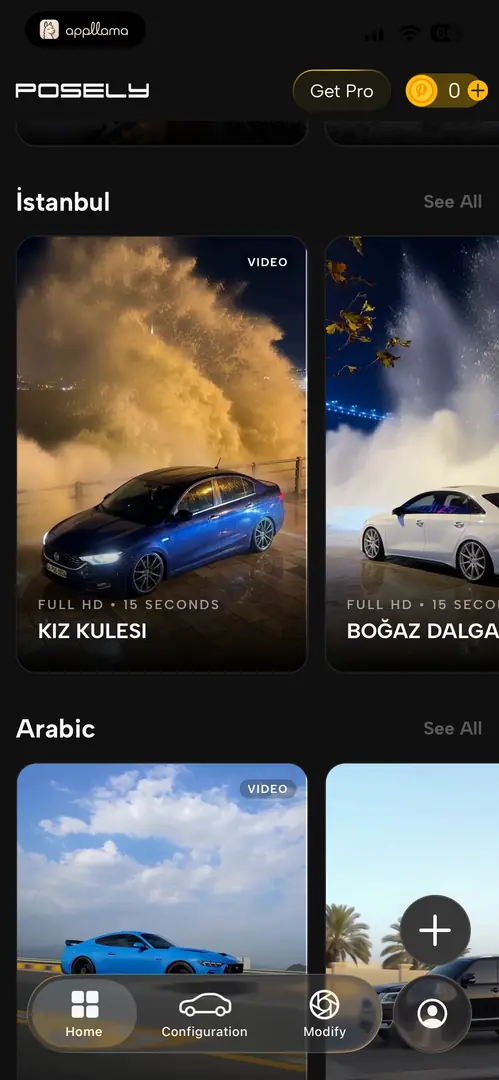 appllama
POSELY
Get Pro
0
İstanbul
See All
VIDEO
FULL HD • 15 SECONDS
KIZ KULESI
FULL HD • 15 SECO
BOĞAZ DALGA
Arabic
See All
VIDEO
Home
Configuration
Modify